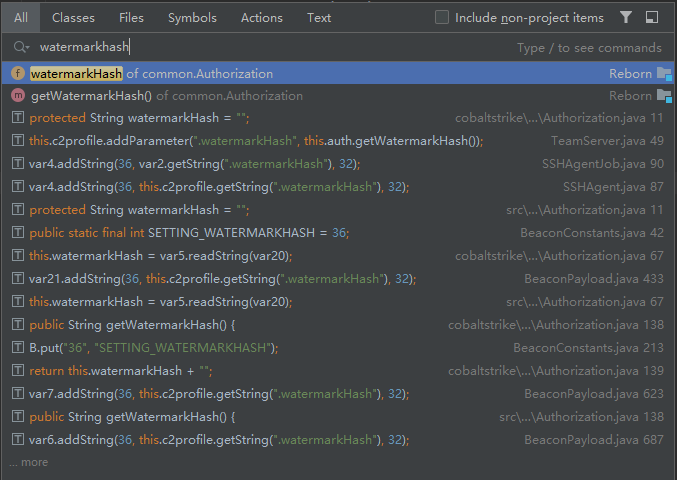 All Classes Files Symbols Actions Text Include non-project items
watermarkhash Type / to see commands
f watermarkHash of common.Authorization Reborn
m getWatermarkHash() of common.Authorization Reborn
T protected String watermarkHash = ""; cobaltstrike\...\Authorization.java 11
T this.c2profile.addParameter(".watermarkHash", this.auth.getWatermarkHash()); TeamServer.java 49
T var4.addString(36, var2.getString(".watermarkHash"), 32); SSHAgentJob.java 90
T var4.addString(36, this.c2profile.getString(".watermarkHash"), 32); SSHAgent.java 87
T protected String watermarkHash = ""; src\...\Authorization.java 11
T public static final int SETTING_WATERMARKHASH = 36; BeaconConstants.java 42
T this.watermarkHash = var5.readString(var20); cobaltstrike\...\Authorization.java 67
T var21.addString(36, this.c2profile.getString(".watermarkHash"), 32); BeaconPayload.java 433
T this.watermarkHash = var5.readString(var20); src\...\Authorization.java 67
T public String getWatermarkHash() { cobaltstrike\...\Authorization.java 138
T B.put("36", "SETTING_WATERMARKHASH"); BeaconConstants.java 213
T return this.watermarkHash + ""; cobaltstrike\...\Authorization.java 139
T var7.addString(36, this.c2profile.getString(".watermarkHash"), 32); BeaconPayload.java 623
T public String getWatermarkHash() { src\...\Authorization.java 138
T var6.addString(36, this.c2profile.getString(".watermarkHash"), 32); BeaconPayload.java 687
... more